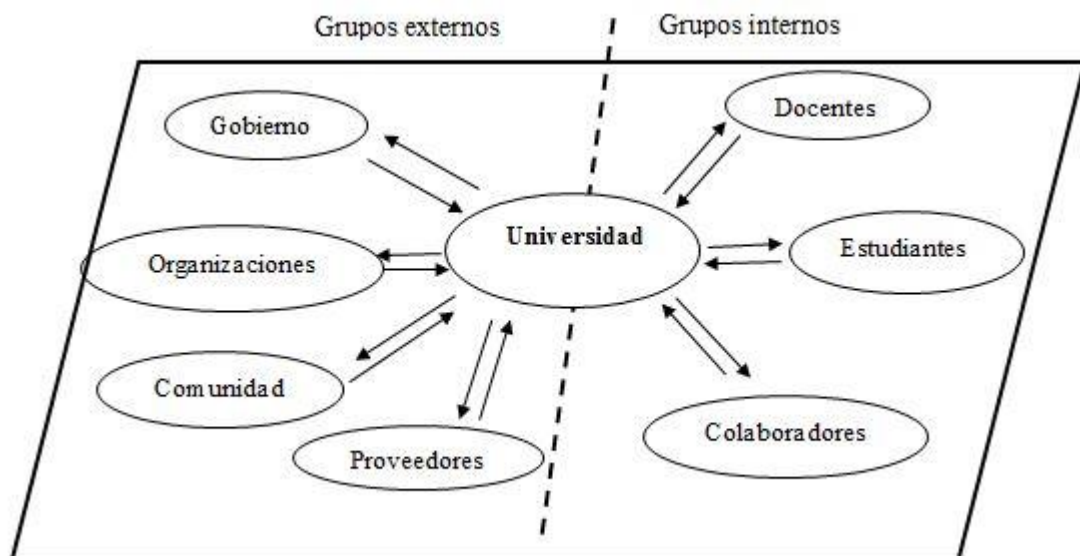 Grupos externos
Grupos internos
Gobierno
Docentes
Universidad
Organizaciones
Estudiantes
Comunidad
Colaboradores
Proveedores